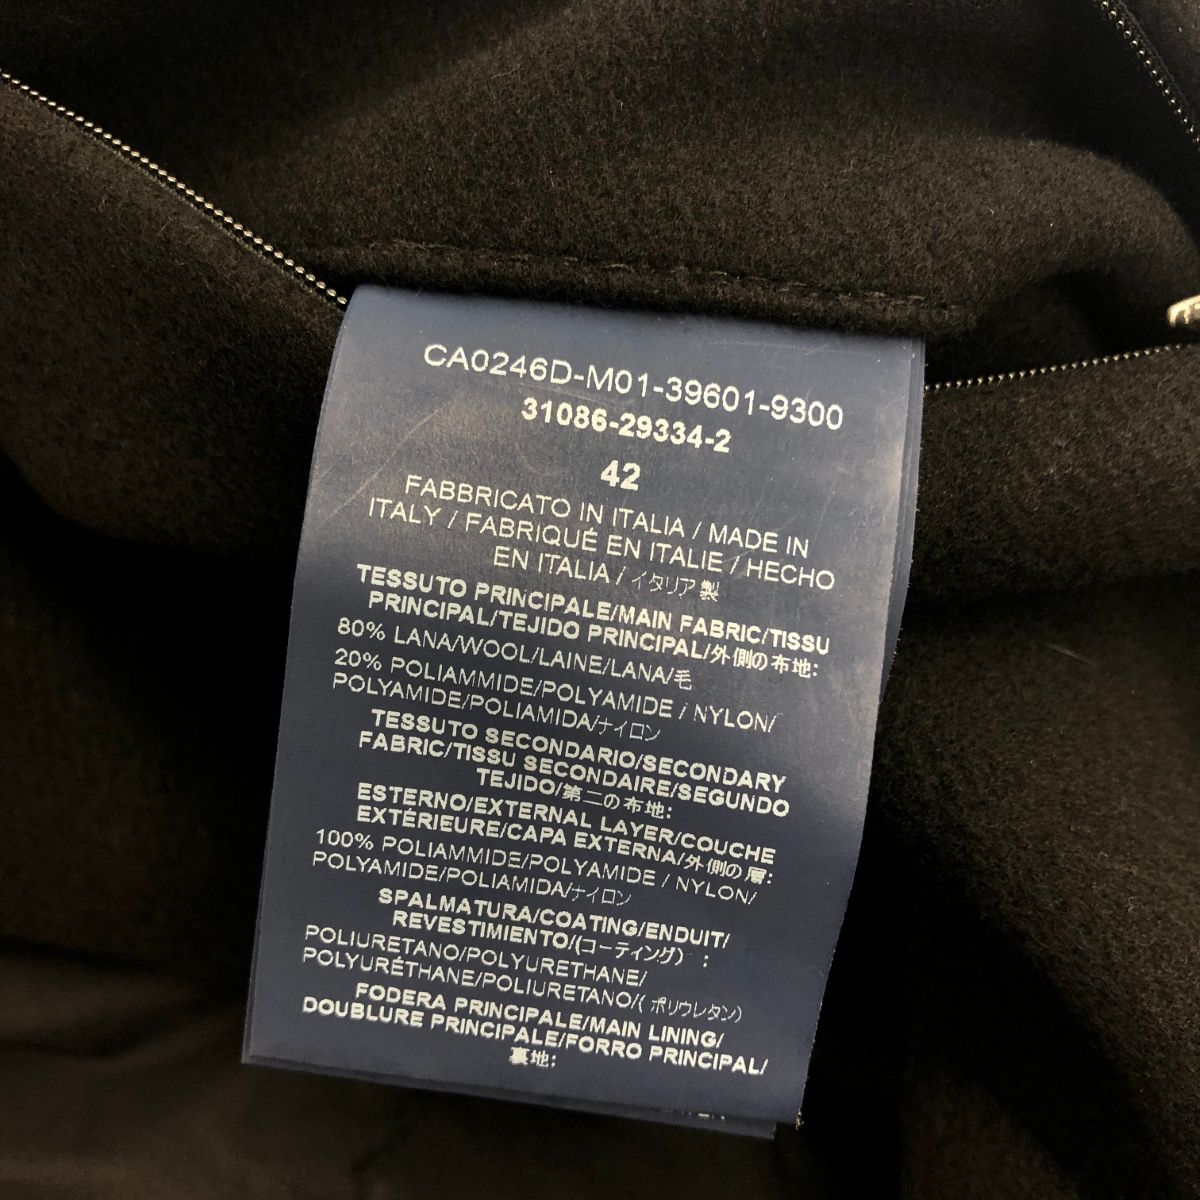 CA0246D-M01-39601-9300
31086-29334-2
42
FABBRICATO IN ITALIA / MADE IN
ITALY / FABRIQUÉ EN ITALIE / HECHO
EN ITALIA / イタリア製
TESSUTO PRINCIPALE/MAIN FABRIC/TISSU
PRINCIPAL/TEJIDO PRINCIPAL/外側の布地:
80% LANA/WOOL/LAINE/LANA/毛
20% POLIAMMIDE/POLYAMIDE / NYLON/
POLYAMIDE/POLIAMIDA/ナイロン
TESSUTO SECONDARIO/SECONDARY
FABRIC/TISSU SECONDAIRE/SEGUNDO
TEJIDO/第二の布地:
ESTERNO/EXTERNAL LAYER/COUCHE
EXTÉRIEURE/CAPA EXTERNA/外側の層:
100% POLIAMMIDE/POLYAMIDE / NYLON/
POLYAMIDE/POLIAMIDA/ナイロン
SPALMATURA/COATING/ENDUIT/
REVESTIMIENTO/(コーティング) :
POLIURETANO/POLYURETHANE/
POLYURÉTHANE/POLIURETANO/( ポリウレタン)
FODERA PRINCIPALE/MAIN LINING/
DOUBLURE PRINCIPALE/FORRO PRINCIPAL/
裏地: